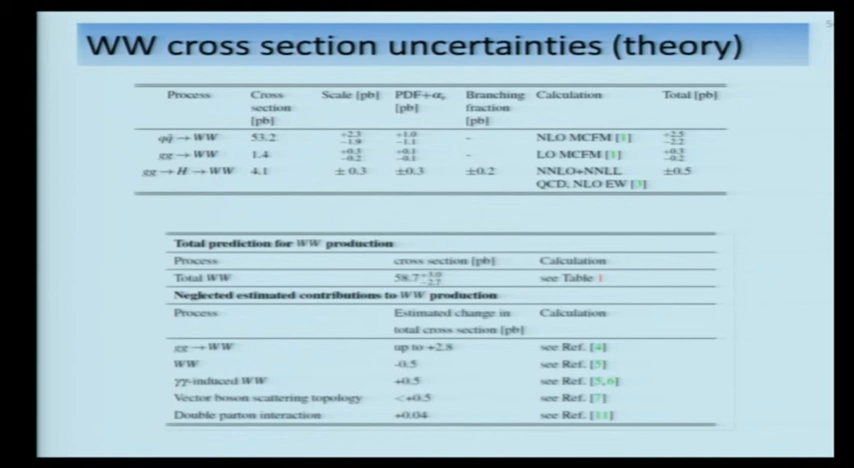 WW cross section uncertainties (theory)
Process Cross Scale [pb] PDF+αs Branching Calculation Total [pb]
section [pb] fraction
[pb] [pb]
qq̄ → WW 53.2 +2.3 −1.9 +1.0 −1.1 - NLO MCFM [1] +2.5 −2.2
gg → WW 1.4 +0.3 −0.2 +0.1 −0.1 - LO MCFM [1] +0.3 −0.2
gg → H → WW 4.1 ± 0.3 ±0.3 ±0.2 NNLO+NNLL ±0.5
QCD, NLO EW [3]
Total prediction for WW production
Process cross section [pb] Calculation
Total WW 58.7 +3.0 −2.7 see Table 1
Neglected estimated contributions to WW production
Process Estimated change in Calculation
total cross section [pb]
gg → WW up to +2.8 see Ref. [4]
WW -0.5 see Ref. [5]
γγ-induced WW +0.5 see Ref. [5,6]
Vector boson scattering topology <+0.5 see Ref. [7]
Double parton interaction +0.04 see Ref. [11]